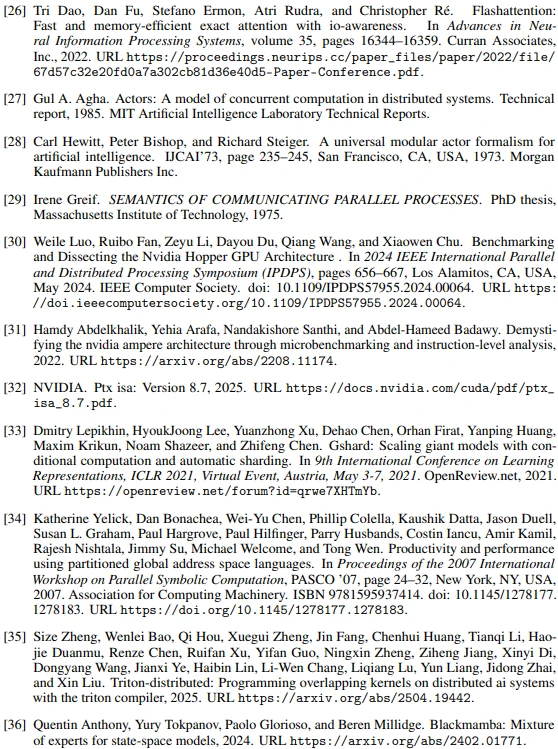 [26] Tri Dao, Dan Fu, Stefano Ermon, Atri Rudra, and Christopher Ré. Flashattention:
Fast and memory-efficient exact attention with io-awareness. In Advances in Neu-
ral Information Processing Systems, volume 35, pages 16344–16359. Curran Associates,
Inc., 2022. URL https://proceedings.neurips.cc/paper_files/paper/2022/file/
67d57c32e20fd0a7a302cb81d36e40d5-Paper-Conference.pdf.
[27] Gul A. Agha. Actors: A model of concurrent computation in distributed systems. Technical
report, 1985. MIT Artificial Intelligence Laboratory Technical Reports.
[28] Carl Hewitt, Peter Bishop, and Richard Steiger. A universal modular actor formalism for
artificial intelligence. IJCAI'73, page 235–245, San Francisco, CA, USA, 1973. Morgan
Kaufmann Publishers Inc.
[29] Irene Greif. SEMANTICS OF COMMUNICATING PARALLEL PROCESSES. PhD thesis,
Massachusetts Institute of Technology, 1975.
[30] Weile Luo, Ruibo Fan, Zeyu Li, Dayou Du, Qiang Wang, and Xiaowen Chu. Benchmarking
and Dissecting the Nvidia Hopper GPU Architecture . In 2024 IEEE International Parallel
and Distributed Processing Symposium (IPDPS), pages 656–667, Los Alamitos, CA, USA,
May 2024. IEEE Computer Society. doi: 10.1109/IPDPS57955.2024.00064. URL https:
//doi.ieeecomputersociety.org/10.1109/IPDPS57955.2024.00064.
[31] Hamdy Abdelkhalik, Yehia Arafa, Nandakishore Santhi, and Abdel-Hameed Badawy. Demysti-
fying the nvidia ampere architecture through microbenchmarking and instruction-level analysis,
2022. URL https://arxiv.org/abs/2208.11174.
[32] NVIDIA. Ptx isa: Version 8.7, 2025. URL https://docs.nvidia.com/cuda/pdf/ptx_
isa_8.7.pdf.
[33] Dmitry Lepikhin, HyoukJoong Lee, Yuanzhong Xu, Dehao Chen, Orhan Firat, Yanping Huang,
Maxim Krikun, Noam Shazeer, and Zhifeng Chen. Gshard: Scaling giant models with con-
ditional computation and automatic sharding. In 9th International Conference on Learning
Representations, ICLR 2021, Virtual Event, Austria, May 3-7, 2021. OpenReview.net, 2021.
URL https://openreview.net/forum?id=qrwe7XHTmYb.
[34] Katherine Yelick, Dan Bonachea, Wei-Yu Chen, Phillip Colella, Kaushik Datta, Jason Duell,
Susan L. Graham, Paul Hargrove, Paul Hilfinger, Parry Husbands, Costin Iancu, Amir Kamil,
Rajesh Nishtala, Jimmy Su, Michael Welcome, and Tong Wen. Productivity and performance
using partitioned global address space languages. In Proceedings of the 2007 International
Workshop on Parallel Symbolic Computation, PASCO '07, page 24–32, New York, NY, USA,
2007. Association for Computing Machinery. ISBN 9781595937414. doi: 10.1145/1278177.
1278183. URL https://doi.org/10.1145/1278177.1278183.
[35] Size Zheng, Wenlei Bao, Qi Hou, Xuegui Zheng, Jin Fang, Chenhui Huang, Tianqi Li, Hao-
jie Duanmu, Renze Chen, Ruifan Xu, Yifan Guo, Ningxin Zheng, Ziheng Jiang, Xinyi Di,
Dongyang Wang, Jianxi Ye, Haibin Lin, Li-Wen Chang, Liqiang Lu, Yun Liang, Jidong Zhai,
and Xin Liu. Triton-distributed: Programming overlapping kernels on distributed ai systems
with the triton compiler, 2025. URL https://arxiv.org/abs/2504.19442.
[36] Quentin Anthony, Yury Tokpanov, Paolo Glorioso, and Beren Millidge. Blackmamba: Mixture
of experts for state-space models, 2024. URL https://arxiv.org/abs/2402.01771.